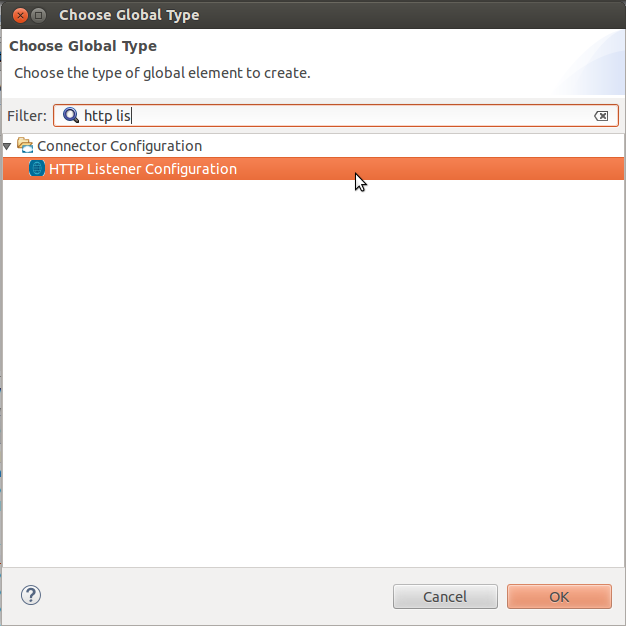 Choose Global Type
Choose Global Type
Choose the type of global element to create.
Filter: http lis
Connector Configuration
HTTP Listener Configuration
Cancel OK